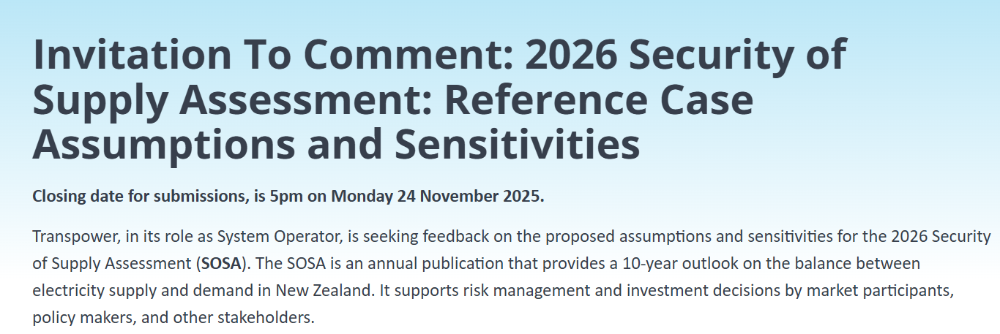 Invitation To Comment: 2026 Security of
Supply Assessment: Reference Case
Assumptions and Sensitivities
Closing date for submissions, is 5pm on Monday 24 November 2025.
Transpower, in its role as System Operator, is seeking feedback on the proposed assumptions and sensitivities for the 2026 Security
of Supply Assessment (SOSA). The SOSA is an annual publication that provides a 10-year outlook on the balance between
electricity supply and demand in New Zealand. It supports risk management and investment decisions by market participants,
policy makers, and other stakeholders.